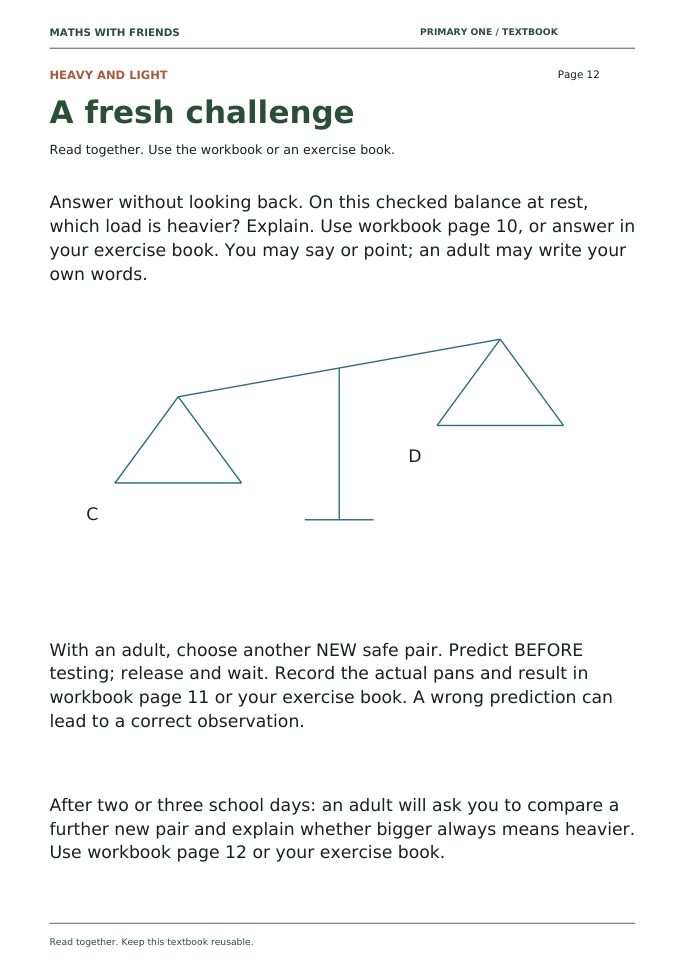 MATHS WITH FRIENDS
PRIMARY ONE / TEXTBOOK
HEAVY AND LIGHT
Page 12
A fresh challenge
Read together. Use the workbook or an exercise book.
Answer without looking back. On this checked balance at rest,
which load is heavier? Explain. Use workbook page 10, or answer in
your exercise book. You may say or point; an adult may write your
own words.
D
C
With an adult, choose another NEW safe pair. Predict BEFORE
testing; release and wait. Record the actual pans and result in
workbook page 11 or your exercise book. A wrong prediction can
lead to a correct observation.
After two or three school days: an adult will ask you to compare a
further new pair and explain whether bigger always means heavier.
Use workbook page 12 or your exercise book.
Read together. Keep this textbook reusable.